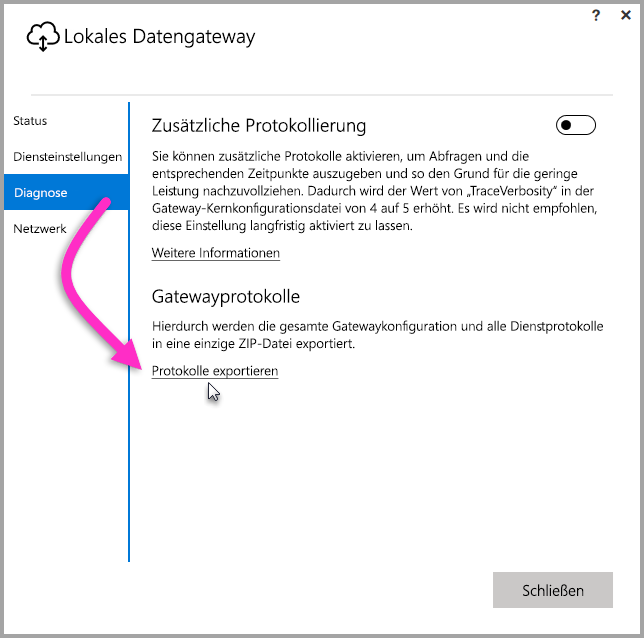 ? ×
Lokales Datengateway
Status
Diensteinstellungen
Diagnose
Netzwerk
Zusätzliche Protokollierung
Sie können zusätzliche Protokolle aktivieren, um Abfragen und die
entsprechenden Zeitpunkte auszugeben und so den Grund für die geringe
Leistung nachzuvollziehen. Dadurch wird der Wert von „TraceVerbosity“ in der
Gateway-Kernkonfigurationsdatei von 4 auf 5 erhöht. Es wird nicht empfohlen,
diese Einstellung langfristig aktiviert zu lassen.
Weitere Informationen
Gatewayprotokolle
Hierdurch werden die gesamte Gatewaykonfiguration und alle Dienstprotokolle
in eine einzige ZIP-Datei exportiert.
Protokolle exportieren
Schließen